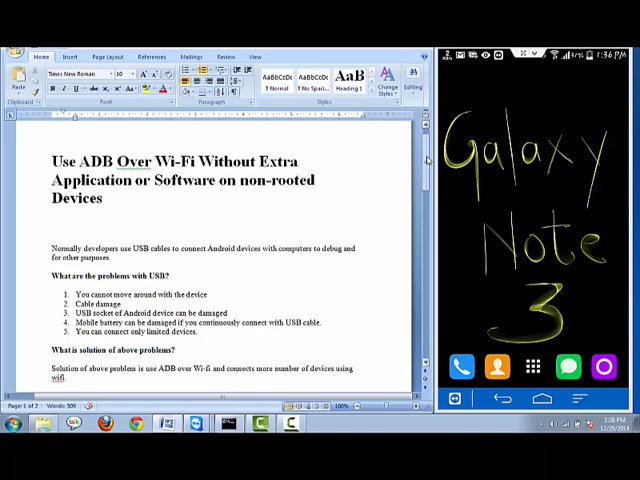 Home Insert Page Layout References Mailings Review View
Times New Roman 10
Paste
AaBbCcDc AaBbCcDc AaB
¶ Normal ¶ No Spaci... Heading 1
Change Styles
Editing
Clipboard Font Paragraph Styles
Use ADB Over Wi-Fi Without Extra
Application or Software on non-rooted
Devices
Normally developers use USB cables to connect Android devices with computers to debug and
for other purposes.
What are the problems with USB?
1. You cannot move around with the device
2. Cable damage
3. USB socket of Android device can be damaged
4. Mobile battery can be damaged if you continuously connect with USB cable.
5. You can connect only limited devices.
What is solution of above problems?
Solution of above problem is use ADB over Wi-fi and connects more number of devices using
wifi.
Page: 1 of 2 Words: 309 100%
1:36 PM
Galaxy
Note
3
talk
1:36 PM
12/29/2014